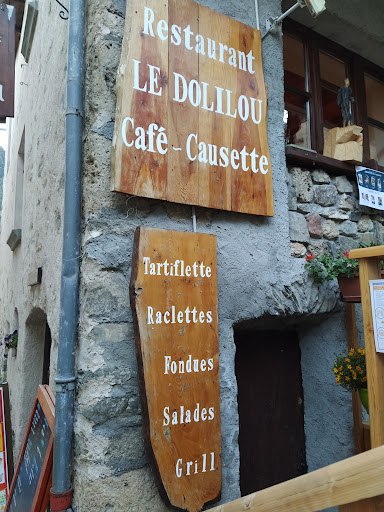 Restaurant
LE DOLILOU
Café - Causette
Tartiflette
Raclettes
Fondues
Salades
Grill